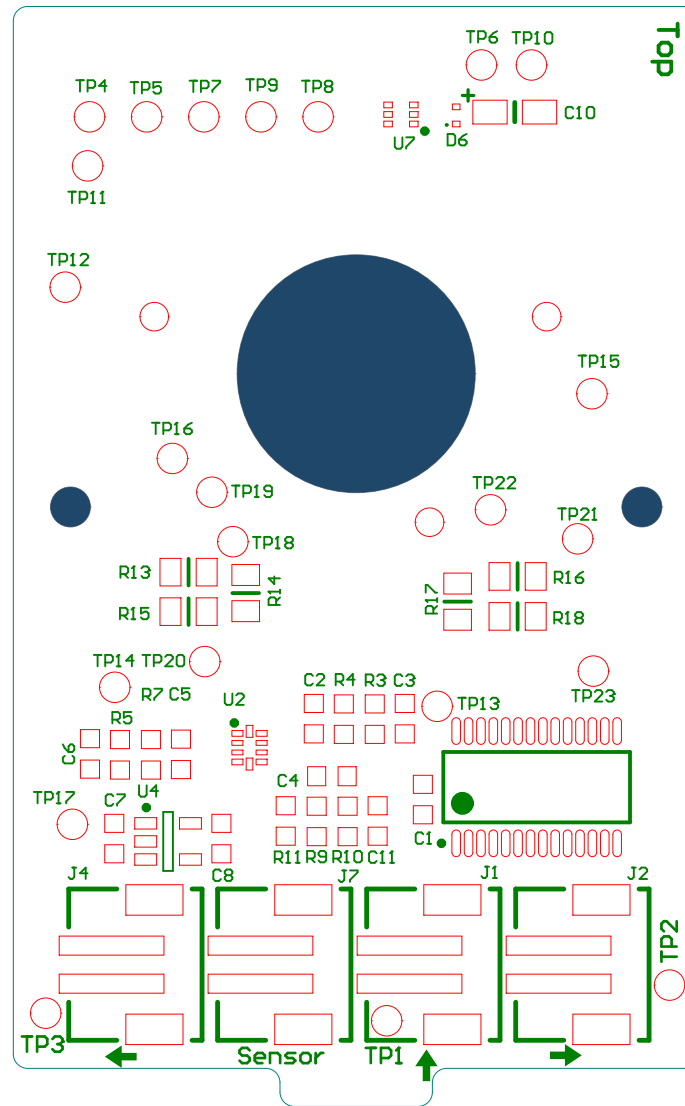 TP6 TP10
Top
TP4 TP5 TP7 TP9 TP8
+
C10
U7 D6
TP11
TP12
TP15
TP16
TP19 TP22
TP21
TP18
R13 R14 R16
R17
R15 R18
TP14 TP20
TP23
R7 C5 U2 C2 R4 R3 C3
TP13
R5
C6
C4
U4
TP17 C7
C1
R11 R9 R10 C11
J4 C8 J7 J1 J2
TP2
TP3 Sensor TP1